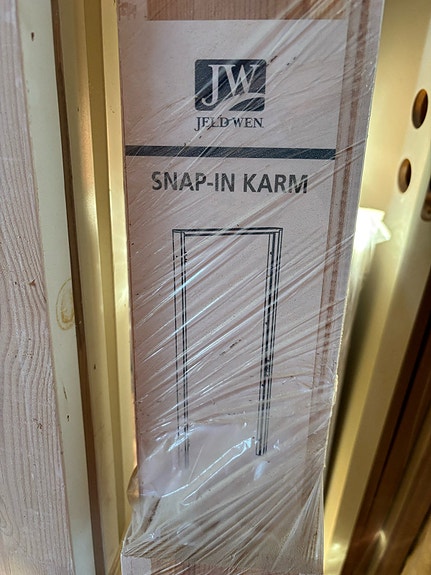 JW
JELD WEN
SNAP-IN KARM